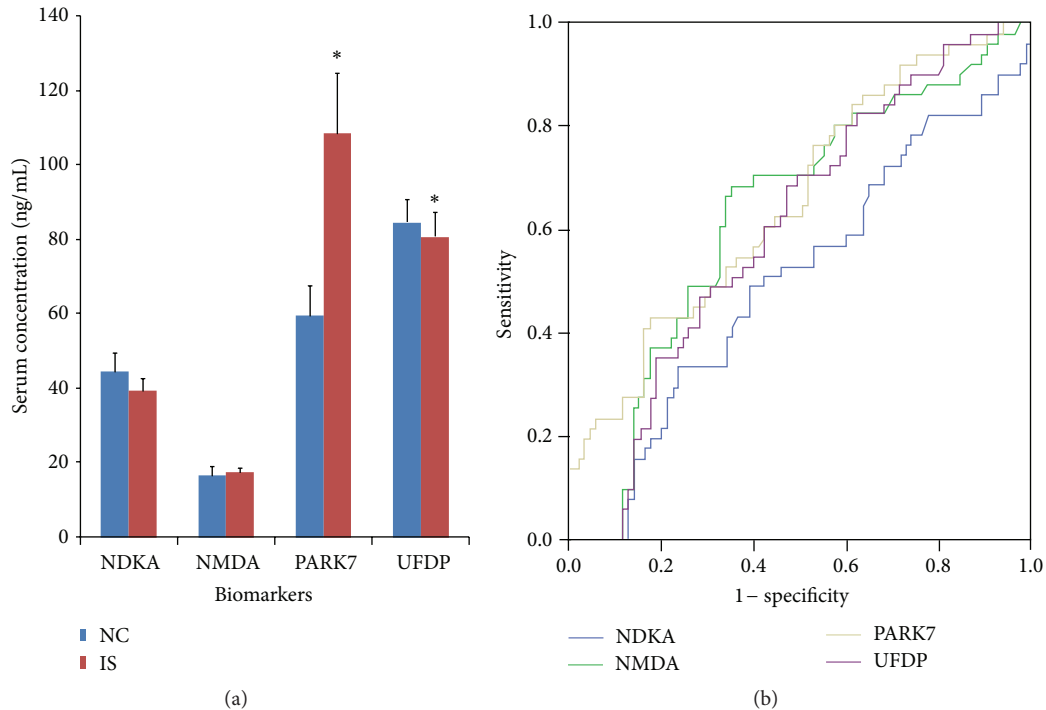 140
120
100
80
60
40
20
0
Serum concentration (ng/mL)
*
*
NDKA NMDA PARK7 UFDP
Biomarkers
NC
IS
(a)
1.0
0.8
0.6
0.4
0.2
0.0
Sensitivity
0.0 0.2 0.4 0.6 0.8 1.0
1 − specificity
NDKA
NMDA
PARK7
UFDP
(b)